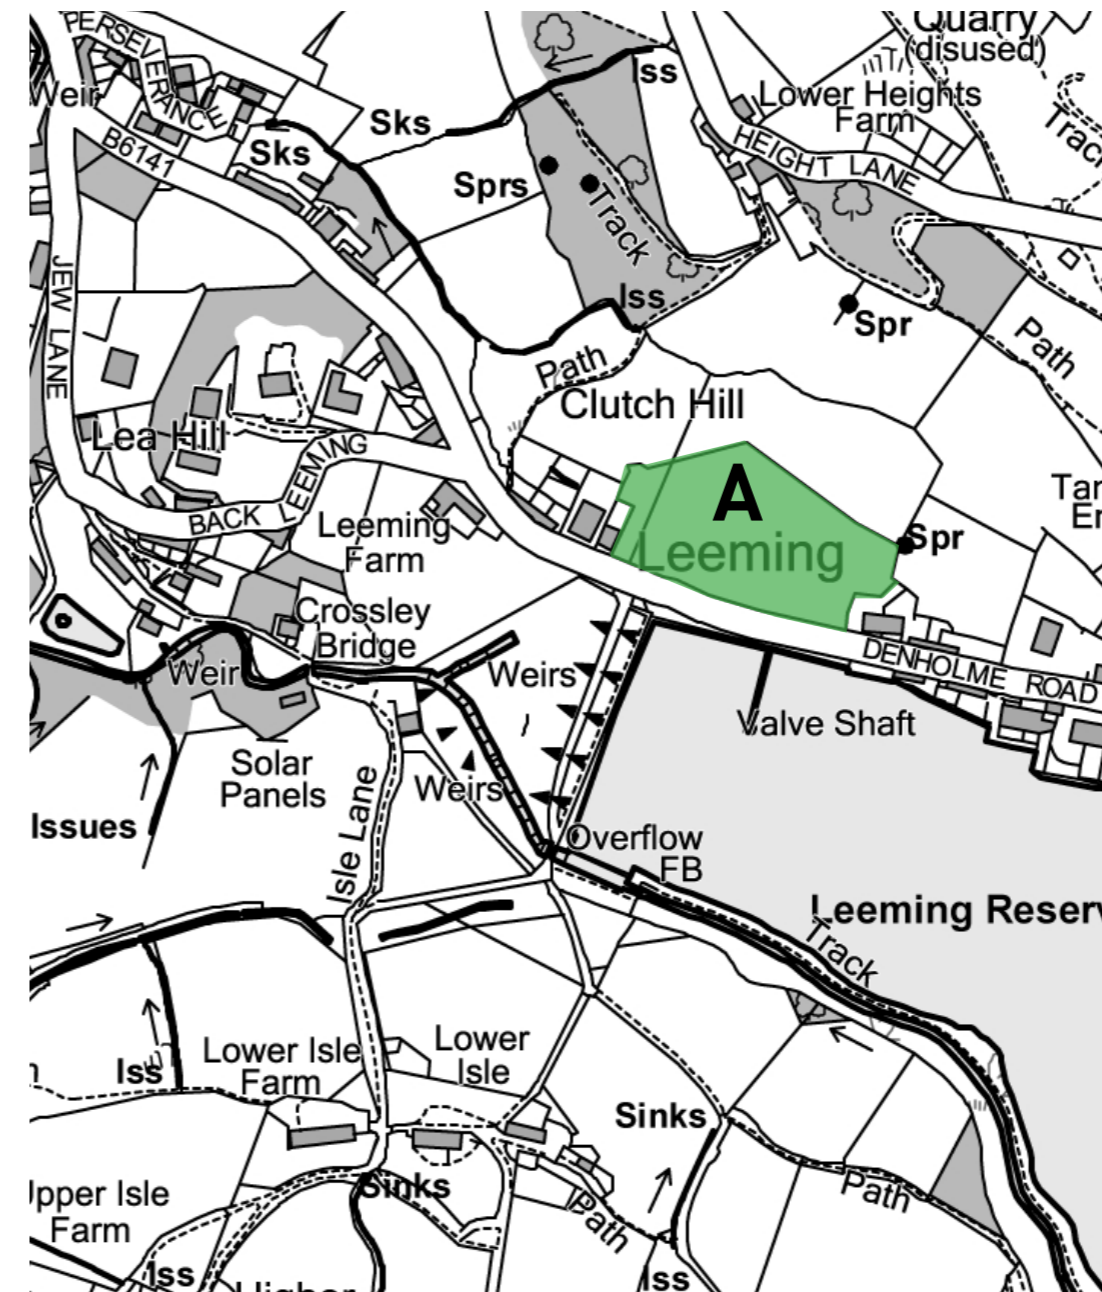 Quarry
(disused)
PERSEVERANCE
Iss
Weir
Lower Heights
Farm
Sks
Track
B6141
HEIGHT LANE
Sks
Sprs
Track
JEW LANE
Iss
Spr
Path
Path
Clutch Hill
Lea Hill
BACK LEEMING
A
Leeming
Farm
Leeming
Spr
Crossley
Bridge
Weir
Weirs
DENHOLME ROAD
Valve Shaft
Solar
Panels
Weirs
Issues
Isle Lane
Overflow
FB
Leeming Reserv
Track
Iss
Lower Isle
Farm
Lower
Isle
Sinks
Sinks
Path
Path
Upper Isle
Farm
Iss
Iss
Higher